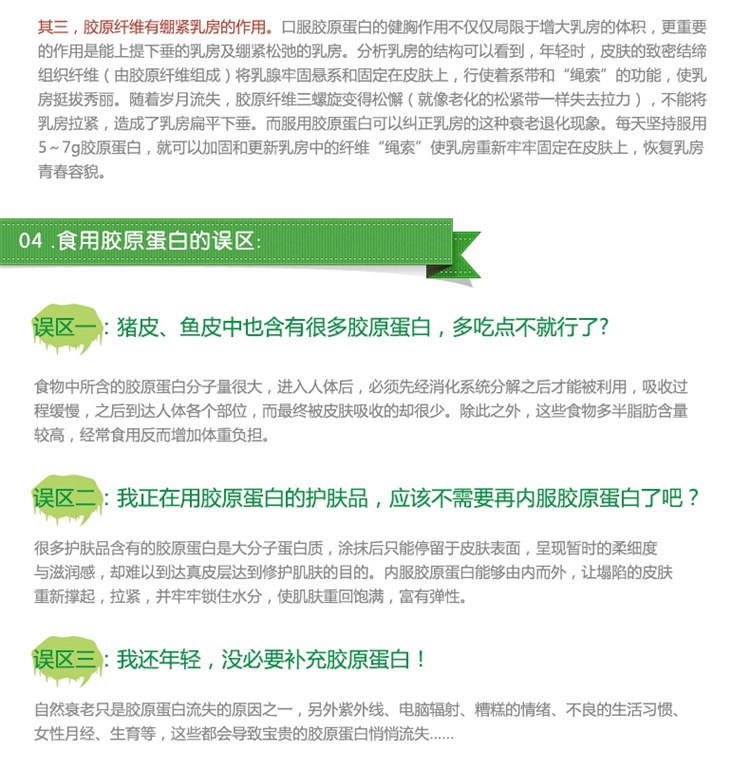 其三，胶原纤维有绷紧乳房的作用。口服胶原蛋白的健胸作用不仅仅局限于增大乳房的体积，更重要
的作用是能上提下垂的乳房及绷紧松弛的乳房。分析乳房的结构可以看到，年轻时，皮肤的致密结缔
组织纤维（由胶原纤维组成）将乳腺牢固悬系和固定在皮肤上，行使着系带和“绳索”的功能，使乳
房挺拔秀丽。随着岁月流失，胶原纤维三螺旋变得松懈（就像老化的松紧带一样失去拉力），不能将
乳房拉紧，造成了乳房扁平下垂。而服用胶原蛋白可以纠正乳房的这种衰老退化现象。每天坚持服用
5～7g胶原蛋白，就可以加固和更新乳房中的纤维“绳索”使乳房重新牢牢固定在皮肤上，恢复乳房
青春容貌。
04 .食用胶原蛋白的误区:
误区一：猪皮、鱼皮中也含有很多胶原蛋白，多吃点不就行了?
食物中所含的胶原蛋白分子量很大，进入人体后，必须先经消化系统分解之后才能被利用，吸收过
程缓慢，之后到达人体各个部位，而最终被皮肤吸收的却很少。除此之外，这些食物多半脂肪含量
较高，经常食用反而增加体重负担。
误区二：我正在用胶原蛋白的护肤品，应该不需要再内服胶原蛋白了吧？
很多护肤品含有的胶原蛋白是大分子蛋白质，涂抹后只能停留于皮肤表面，呈现暂时的柔细度
与滋润感，却难以到达真皮层达到修护肌肤的目的。内服胶原蛋白能够由内而外，让塌陷的皮肤
重新撑起，拉紧，并牢牢锁住水分，使肌肤重回饱满，富有弹性。
误区三：我还年轻，没必要补充胶原蛋白！
自然衰老只是胶原蛋白流失的原因之一，另外紫外线、电脑辐射、糟糕的情绪、不良的生活习惯、
女性月经、生育等，这些都会导致宝贵的胶原蛋白悄悄流失......